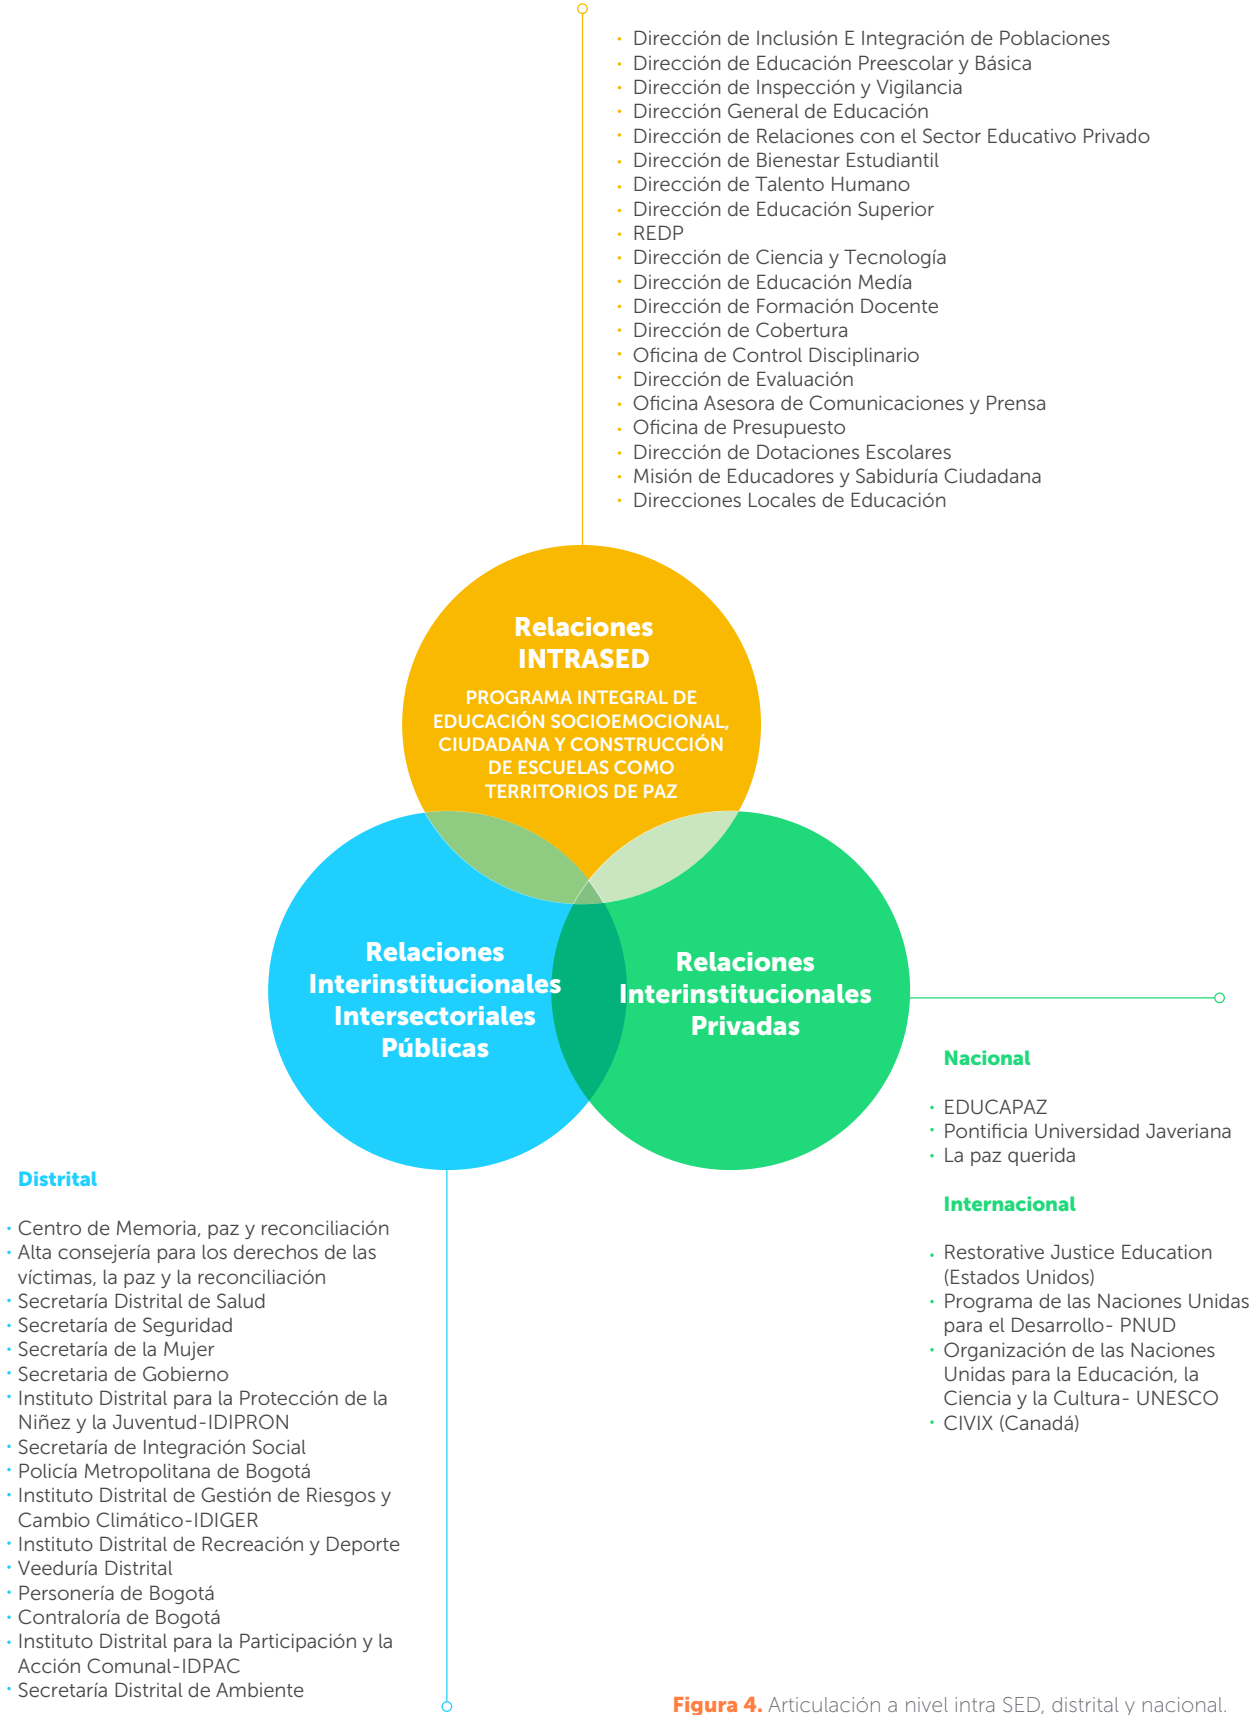 · Dirección de Inclusión E Integración de Poblaciones
· Dirección de Educación Preescolar y Básica
· Dirección de Inspección y Vigilancia
· Dirección General de Educación
· Dirección de Relaciones con el Sector Educativo Privado
· Dirección de Bienestar Estudiantil
· Dirección de Talento Humano
· Dirección de Educación Superior
· REDP
· Dirección de Ciencia y Tecnología
· Dirección de Educación Medía
· Dirección de Formación Docente
· Dirección de Cobertura
· Oficina de Control Disciplinario
· Dirección de Evaluación
· Oficina Asesora de Comunicaciones y Prensa
· Oficina de Presupuesto
· Dirección de Dotaciones Escolares
· Misión de Educadores y Sabiduría Ciudadana
· Direcciones Locales de Educación
Relaciones
INTRASED
PROGRAMA INTEGRAL DE
EDUCACIÓN SOCIOEMOCIONAL,
CIUDADANA Y CONSTRUCCIÓN
DE ESCUELAS COMO
TERRITORIOS DE PAZ
Relaciones
Interinstitucionales
Intersectoriales
Públicas
Relaciones
Interinstitucionales
Privadas
Nacional
· EDUCAPAZ
· Pontificia Universidad Javeriana
· La paz querida
Internacional
· Restorative Justice Education
(Estados Unidos)
· Programa de las Naciones Unidas
para el Desarrollo- PNUD
· Organización de las Naciones
Unidas para la Educación, la
Ciencia y la Cultura- UNESCO
· CIVIX (Canadá)
Distrital
· Centro de Memoria, paz y reconciliación
· Alta consejería para los derechos de las
víctimas, la paz y la reconciliación
· Secretaría Distrital de Salud
· Secretaría de Seguridad
· Secretaría de la Mujer
· Secretaria de Gobierno
· Instituto Distrital para la Protección de la
Niñez y la Juventud-IDIPRON
· Secretaría de Integración Social
· Policía Metropolitana de Bogotá
· Instituto Distrital de Gestión de Riesgos y
Cambio Climático-IDIGER
· Instituto Distrital de Recreación y Deporte
· Veeduría Distrital
· Personería de Bogotá
· Contraloría de Bogotá
· Instituto Distrital para la Participación y la
Acción Comunal-IDPAC
· Secretaría Distrital de Ambiente
Figura 4. Articulación a nivel intra SED, distrital y nacional.